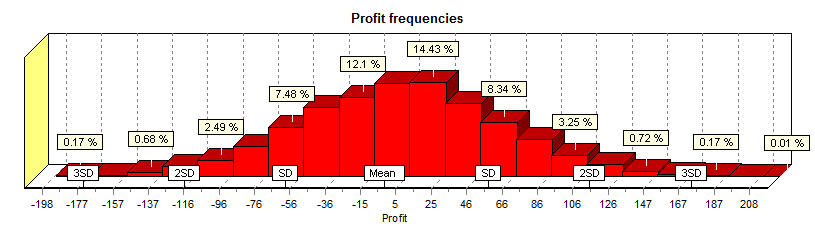 Profit frequencies
14.43 %
12.1 %
8.34 %
7.48 %
3.25 %
2.49 %
0.68 %
0.72 %
0.17 %
0.17 %
0.01 %
3SD 2SD SD Mean SD 2SD 3SD
-198 -177 -157 -137 -116 -96 -76 -56 -36 -15 5 25 46 66 86 106 126 147 167 187 208
Profit